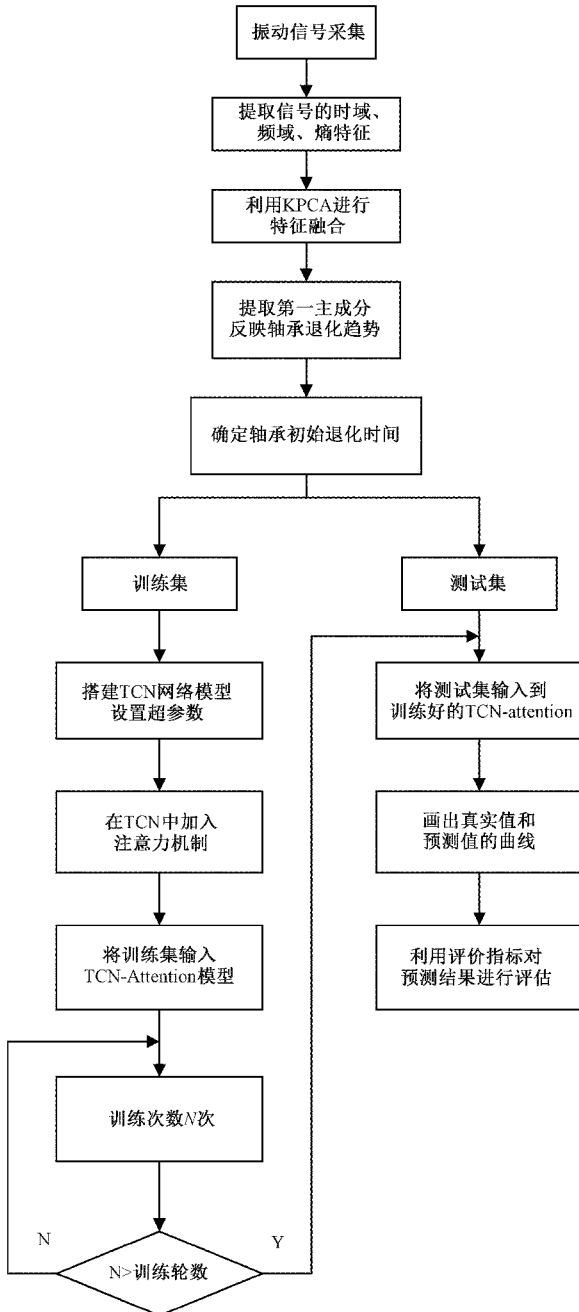 振动信号采集
提取信号的时域、
频域、熵特征
利用KPCA进行
特征融合
提取第一主成分
反映轴承退化趋势
确定轴承初始退化时间
训练集
搭建TCN网络模型
设置超参数
在TCN中加入
注意力机制
将训练集输入
TCN-Attention模型
训练次数N次
N>训练轮数
N
Y
测试集
将测试集输入到
训练好的TCN-attention
画出真实值和
预测值的曲线
利用评价指标对
预测结果进行评估